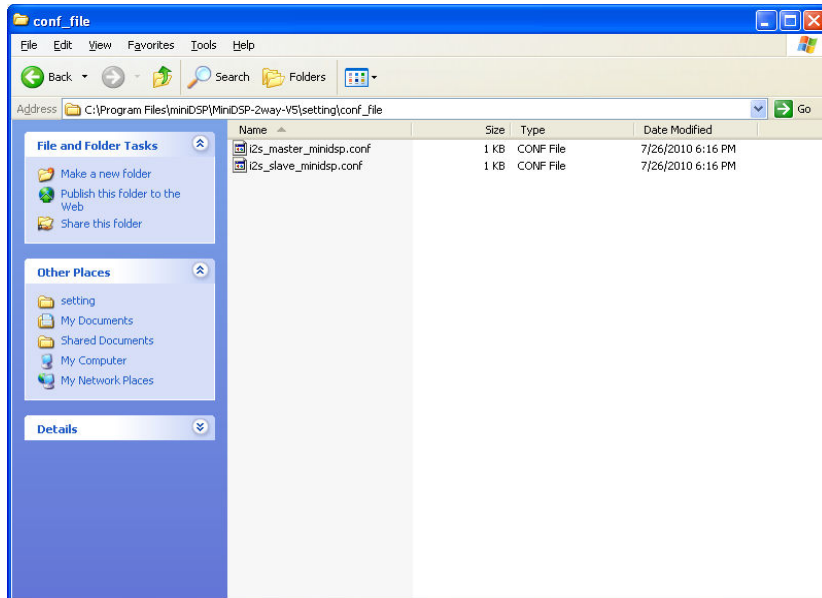 conf_file
File Edit View Favorites Tools Help
Back Search Folders
Address C:\Program Files\miniDSP\MiniDSP-2way-V5\setting\conf_file Go
Name Size Type Date Modified
i2s_master_minidsp.conf 1 KB CONF File 7/26/2010 6:16 PM
i2s_slave_minidsp.conf 1 KB CONF File 7/26/2010 6:16 PM
File and Folder Tasks
Make a new folder
Publish this folder to the
Web
Share this folder
Other Places
setting
My Documents
Shared Documents
My Computer
My Network Places
Details